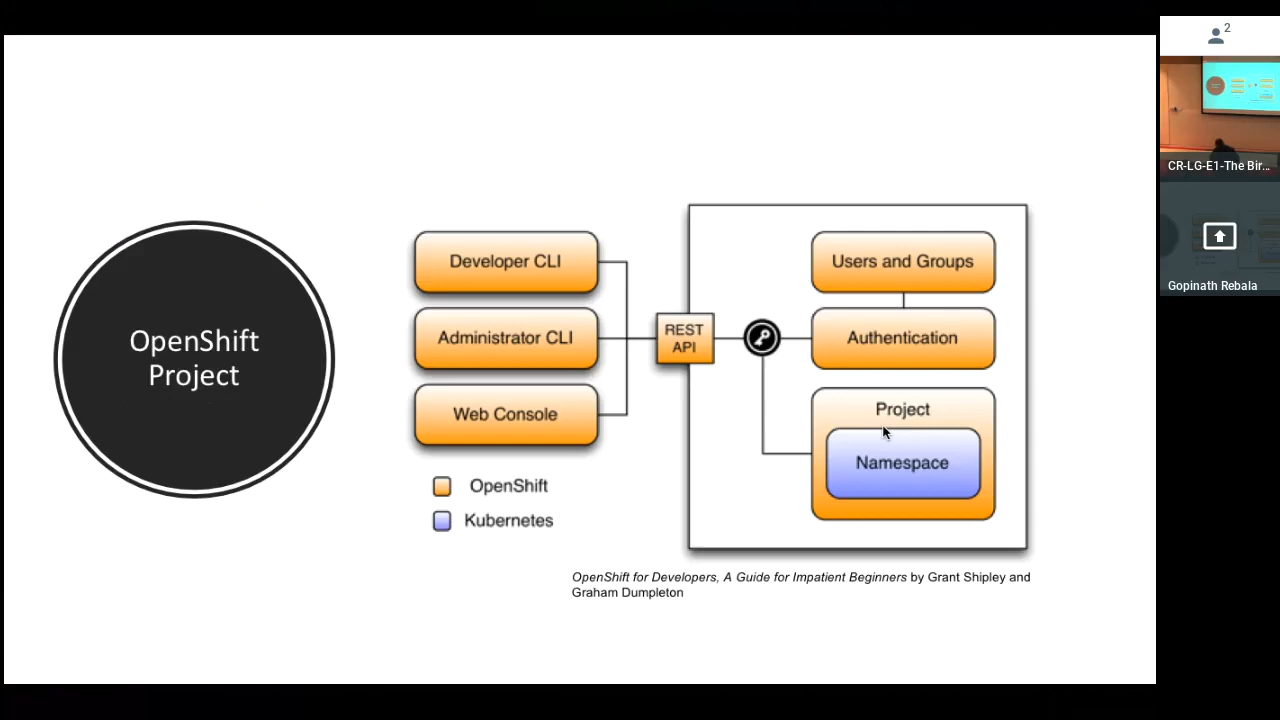 OpenShift
Project
Developer CLI
Administrator CLI
Web Console
OpenShift
Kubernetes
REST
API
Users and Groups
Authentication
Project
Namespace
OpenShift for Developers, A Guide for Impatient Beginners by Grant Shipley and
Graham Dumpleton
2
CR-LG-E1-The Bir...
Gopinath Rebala